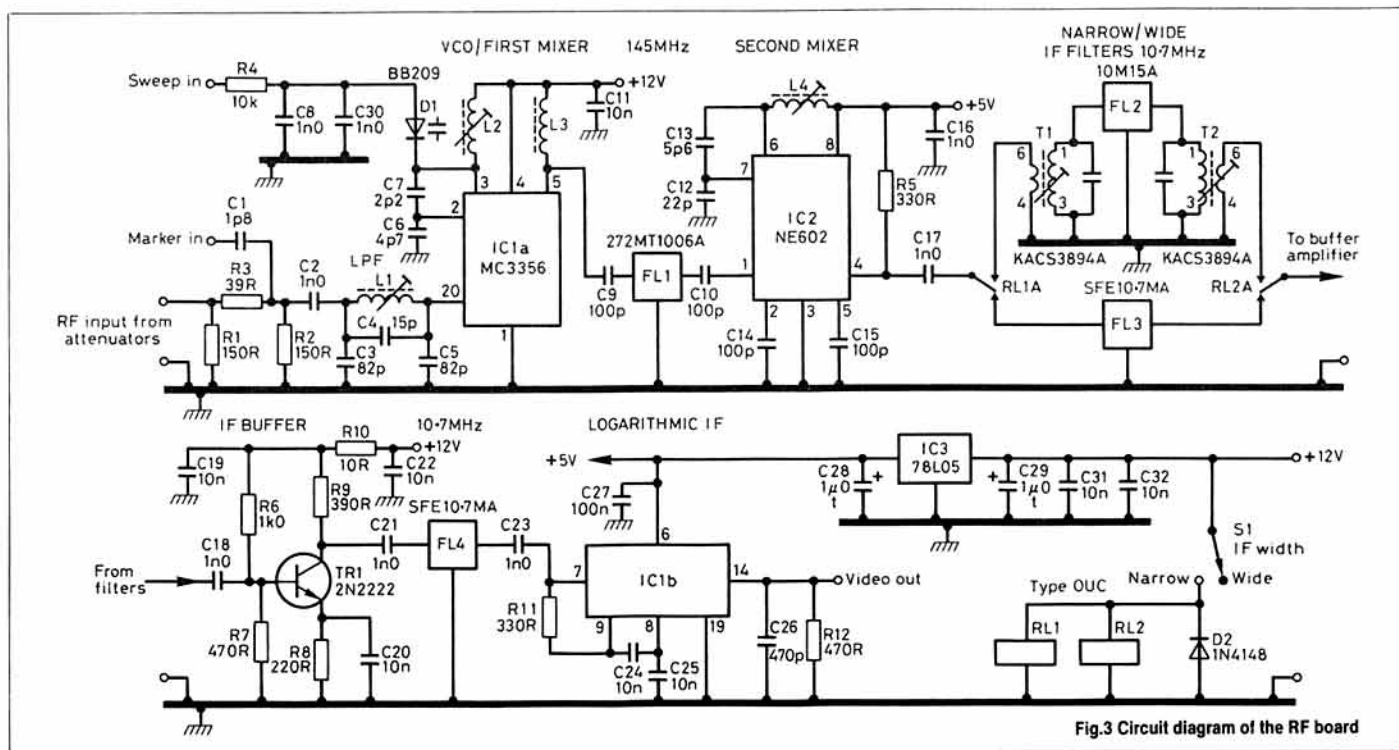 VCO/FIRST MIXER
145MHz
SECOND MIXER
NARROW/WIDE
IF FILTERS 10·7MHz
10M15A
Sweep in
R4
10k
C8
1n0
C30
1n0
BB209
D1
L2
L3
+12V
C11
10n
L4
+5V
C13
5p6
C12
22p
C16
1n0
FL2
T1
T2
6
1
4
3
1
6
3
4
KACS3894A
KACS3894A
C7
2p2
C6
4p7
3
4
5
2
20
1
IC1a
MC3356
C1
1p8
Marker in
R3
39R
C2
1n0
LPF
L1
C4
15p
C3
82p
C5
82p
RF input from
attenuators
R1
150R
R2
150R
272MT1006A
C9
100p
FL1
C10
100p
6
8
7
1
4
2
3
5
IC2
NE602
R5
330R
C17
1n0
C14
100p
C15
100p
RL1A
SFE10·7MA
FL3
RL2A
To buffer
amplifier
IF BUFFER
10·7MHz
LOGARITHMIC IF
C19
10n
R6
1k0
R10
10R
+12V
C22
10n
R9
390R
C18
1n0
From
filters
TR1
2N2222
R7
470R
R8
220R
C20
10n
C21
1n0
SFE10·7MA
FL4
C23
1n0
+5V
C27
100n
6
7
14
9
8
19
IC1b
R11
330R
C24
10n
C25
10n
Video out
C26
470p
R12
470R
IC3
78L05
C28
1µ0
t
+
C29
1µ0
t
+
C31
10n
C32
10n
+12V
S1
IF width
Narrow
Wide
Type OUC
RL1
RL2
D2
1N4148
Fig.3 Circuit diagram of the RF board